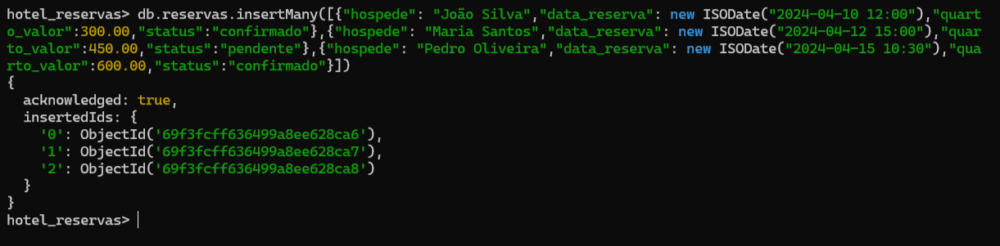 hotel_reservas> db.reservas.insertMany([{"hospede": "João Silva","data_reserva": new ISODate("2024-04-10 12:00"),"quart
o_valor":300.00,"status":"confirmado"},{"hospede": "Maria Santos","data_reserva": new ISODate("2024-04-12 15:00"),"quar
to_valor":450.00,"status":"pendente"},{"hospede": "Pedro Oliveira","data_reserva": new ISODate("2024-04-15 10:30"),"qua
rto_valor":600.00,"status":"confirmado"}])
{
  acknowledged: true,
  insertedIds: {
    '0': ObjectId('69f3fcff636499a8ee628ca6'),
    '1': ObjectId('69f3fcff636499a8ee628ca7'),
    '2': ObjectId('69f3fcff636499a8ee628ca8')
  }
}
hotel_reservas>